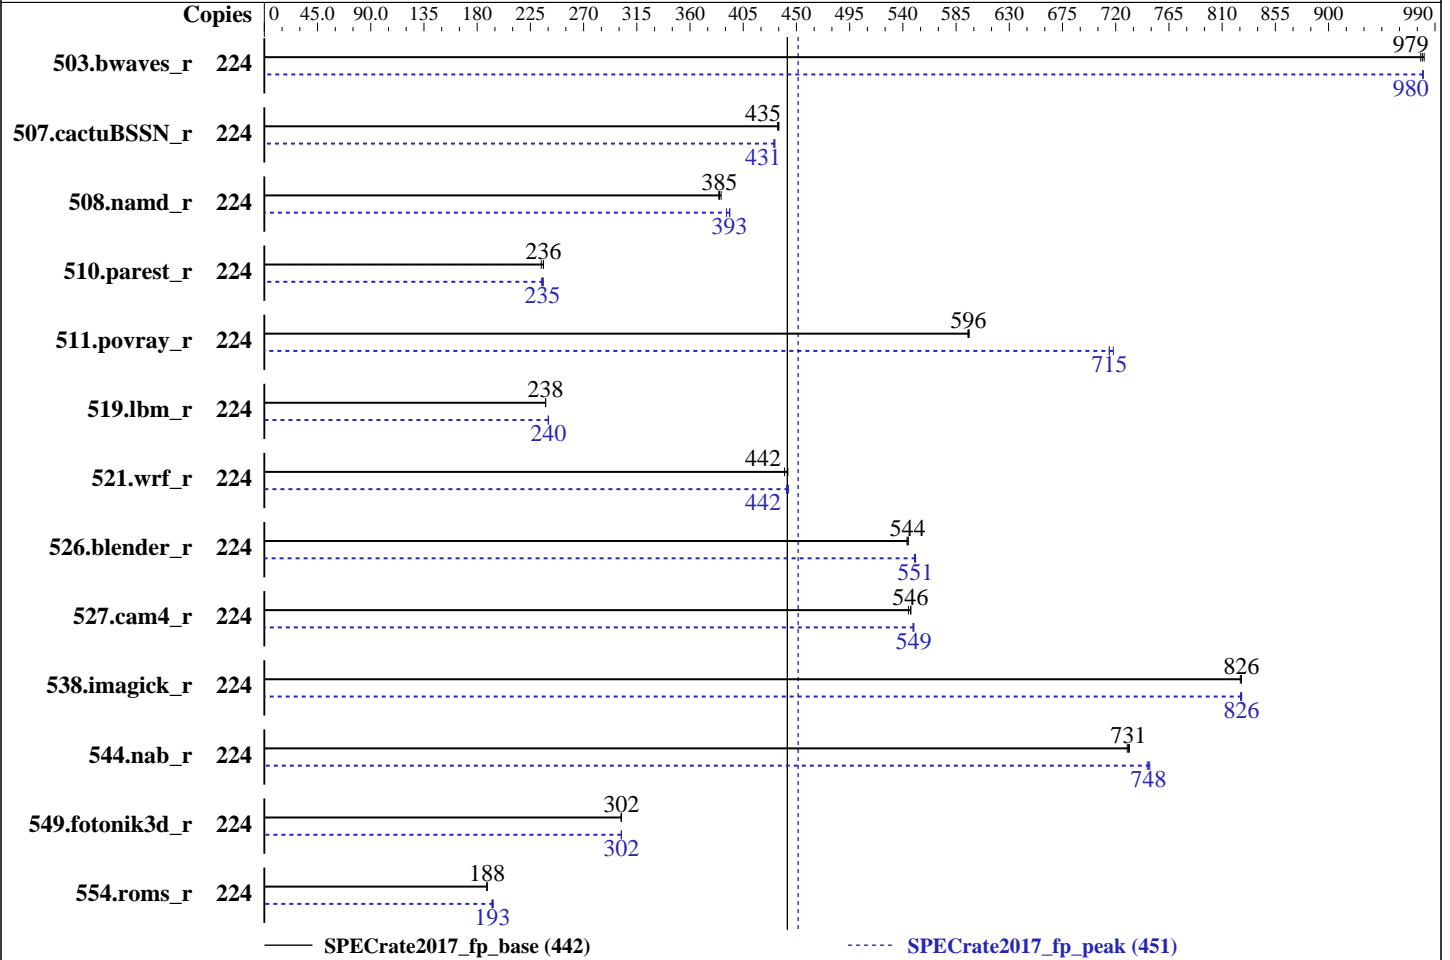 Copies 0 45.0 90.0 135 180 225 270 315 360 405 450 495 540 585 630 675 720 765 810 855 900 990
503.bwaves_r 224 979
980
507.cactuBSSN_r 224 435
431
508.namd_r 224 385
393
510.parest_r 224 236
235
511.povray_r 224 596
715
519.lbm_r 224 238
240
521.wrf_r 224 442
442
526.blender_r 224 544
551
527.cam4_r 224 546
549
538.imagick_r 224 826
826
544.nab_r 224 731
748
549.fotonik3d_r 224 302
302
554.roms_r 224 188
193
SPECrate2017_fp_base (442) SPECrate2017_fp_peak (451)